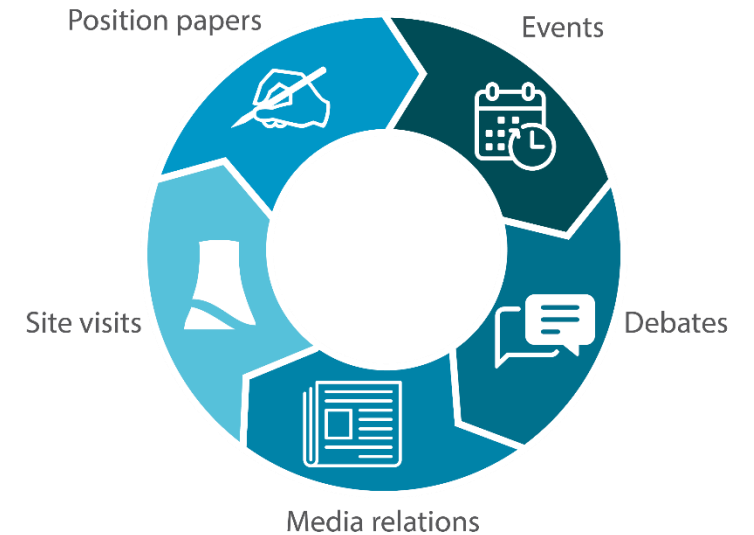 Position papers
Events
Site visits
Debates
Media relations